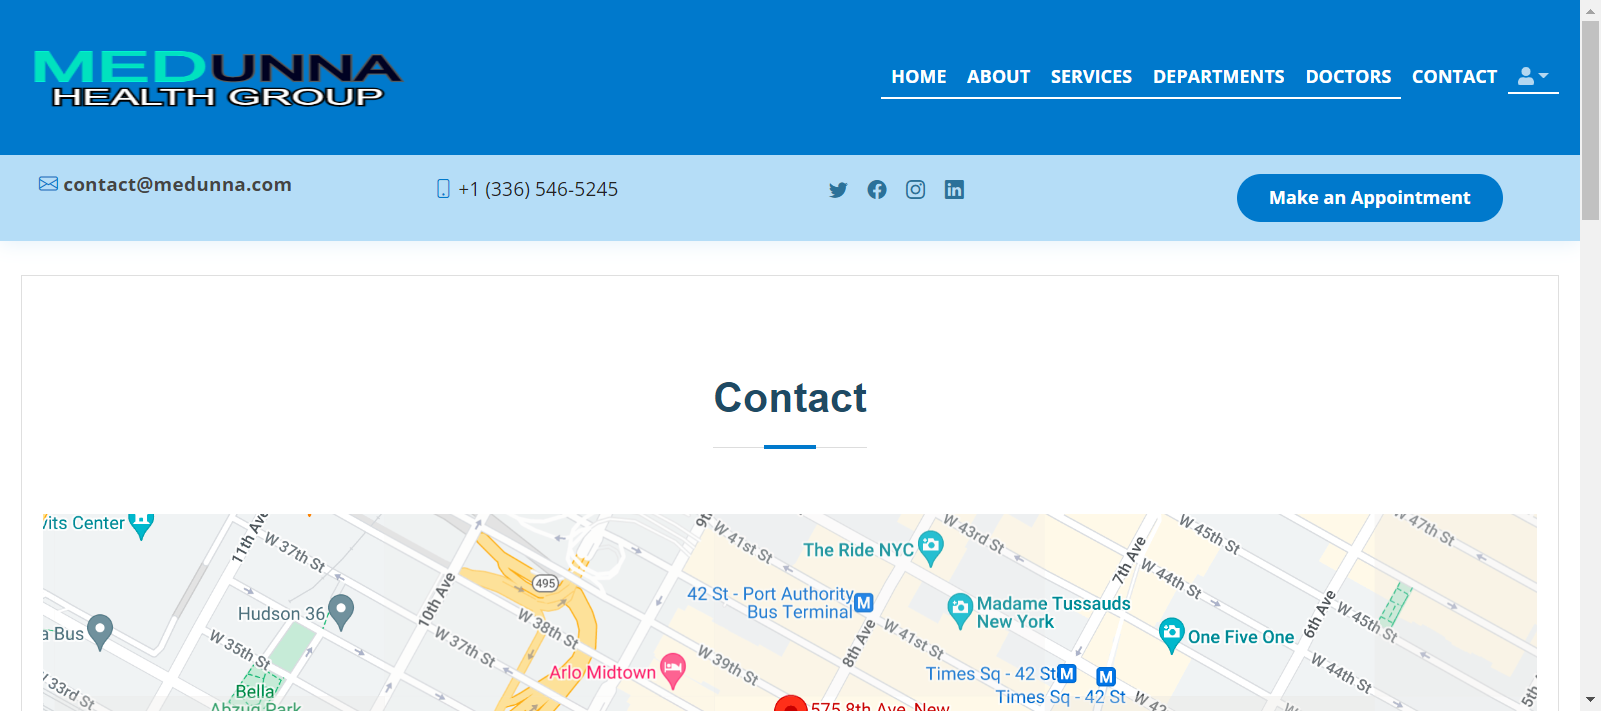 MEDUNNA
HEALTH GROUP
HOME ABOUT SERVICES DEPARTMENTS DOCTORS CONTACT
contact@medunna.com
+1 (336) 546-5245
Make an Appointment
Contact
vits Center
11th Ave
W 37th St
495
10th Ave
Hudson 36
a Bus
W 35th St
W 33rd St
Bella
Abzug Park
W 37th St
W 38th St
Arlo Midtown
W 39th St
9th
W 41st St
The Ride NYC
42 St - Port Authority
Bus Terminal
M
8th Ave
W 41st St
W 43rd St
Madame Tussauds
New York
7th Ave
W 44th St
W 45th St
One Five One
6th Ave
W 45th St
W 44th St
W 47th St
Times Sq - 42 St
M
Times Sq - 42 St
M
575 8th Ave, New
5th